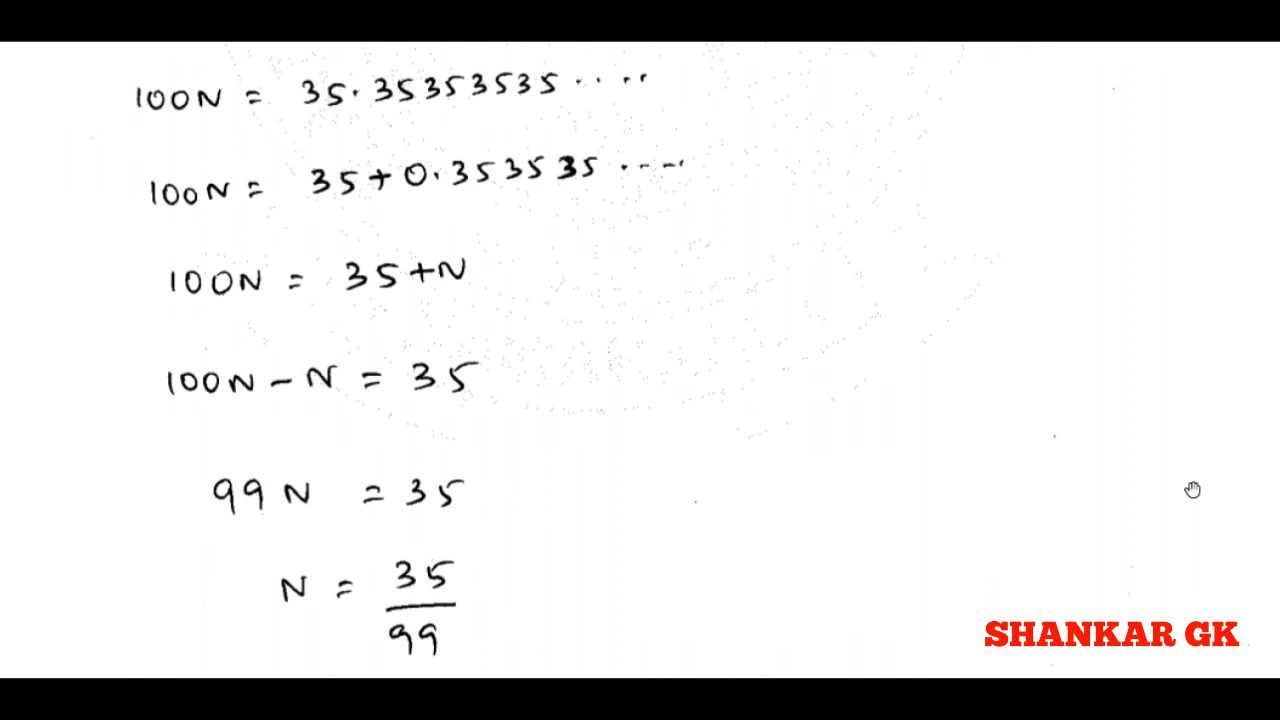 100N = 35.35353535....
100N = 35+0.353535....
100N = 35+N
100N - N = 35
99N = 35
N = 35/99
SHANKAR GK